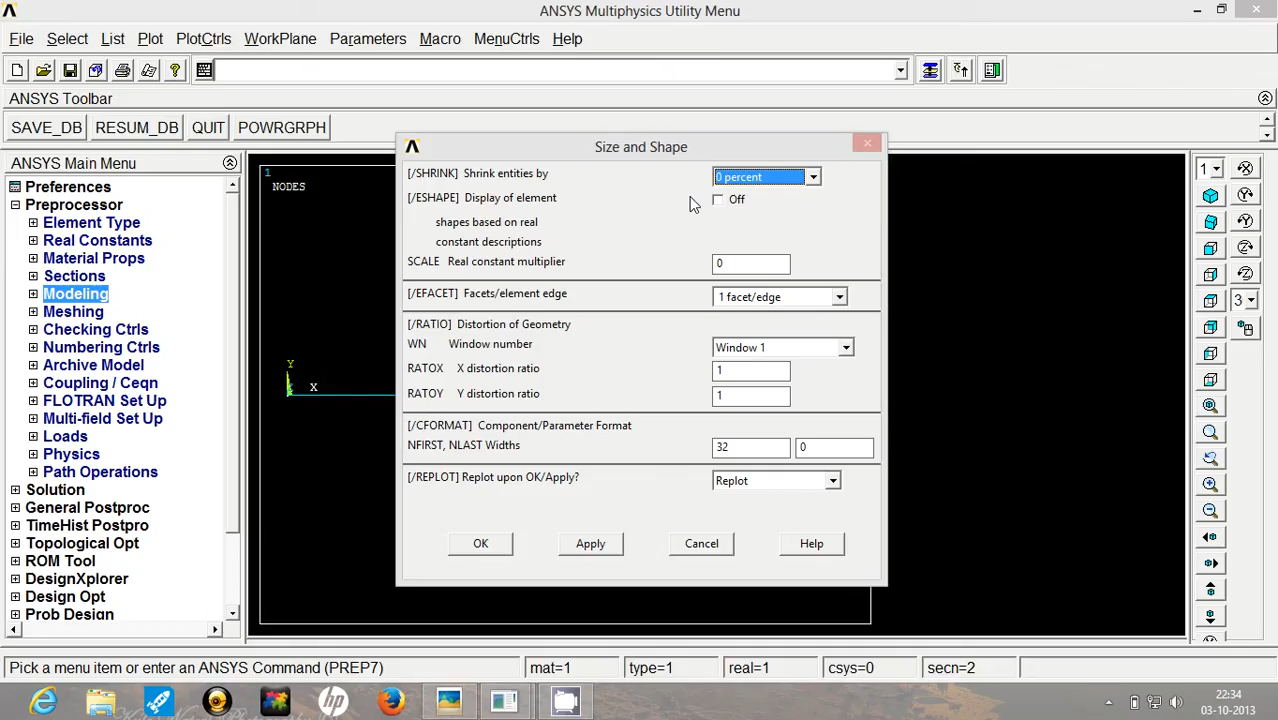 ANSYS Multiphysics Utility Menu
File Select List Plot PlotCtrls WorkPlane Parameters Macro MenuCtrls Help
ANSYS Toolbar
SAVE_DB RESUM_DB QUIT POWRGRPH
ANSYS Main Menu
Preferences
Preprocessor
Element Type
Real Constants
Material Props
Sections
Modeling
Meshing
Checking Ctrls
Numbering Ctrls
Archive Model
Coupling / Ceqn
FLOTRAN Set Up
Multi-field Set Up
Loads
Physics
Path Operations
Solution
General Postproc
TimeHist Postpro
Topological Opt
ROM Tool
DesignXplorer
Design Opt
Prob Design
1
NODES
Y
X
Size and Shape
[/SHRINK] Shrink entities by 0 percent
[/ESHAPE] Display of element Off
shapes based on real
constant descriptions
SCALE Real constant multiplier 0
[/EFACET] Facets/element edge 1 facet/edge
[/RATIO] Distortion of Geometry
WN Window number Window 1
RATOX X distortion ratio 1
RATOY Y distortion ratio 1
[/CFORMAT] Component/Parameter Format
NFIRST, NLAST Widths 32 0
[/REPLOT] Replot upon OK/Apply? Replot
OK Apply Cancel Help
1
3
Pick a menu item or enter an ANSYS Command (PREP7) mat=1 type=1 real=1 csys=0 secn=2
22:34
03-10-2013